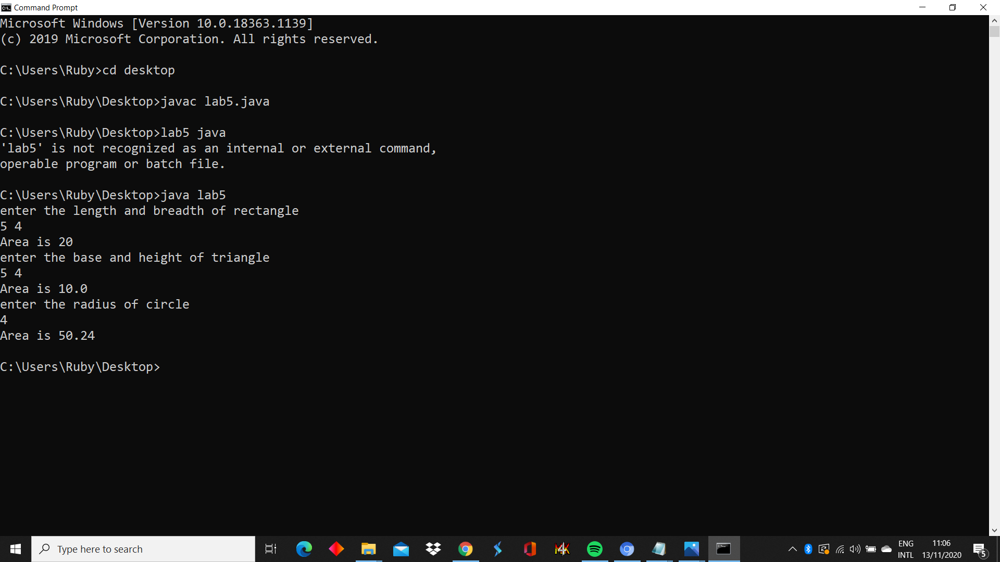 Command Prompt
Microsoft Windows [Version 10.0.18363.1139]
(c) 2019 Microsoft Corporation. All rights reserved.
C:\Users\Ruby>cd desktop
C:\Users\Ruby\Desktop>javac lab5.java
C:\Users\Ruby\Desktop>lab5 java
'lab5' is not recognized as an internal or external command,
operable program or batch file.
C:\Users\Ruby\Desktop>java lab5
enter the length and breadth of rectangle
5 4
Area is 20
enter the base and height of triangle
5 4
Area is 10.0
enter the radius of circle
4
Area is 50.24
C:\Users\Ruby\Desktop>
Type here to search
ENG
INTL
11:06
13/11/2020
5